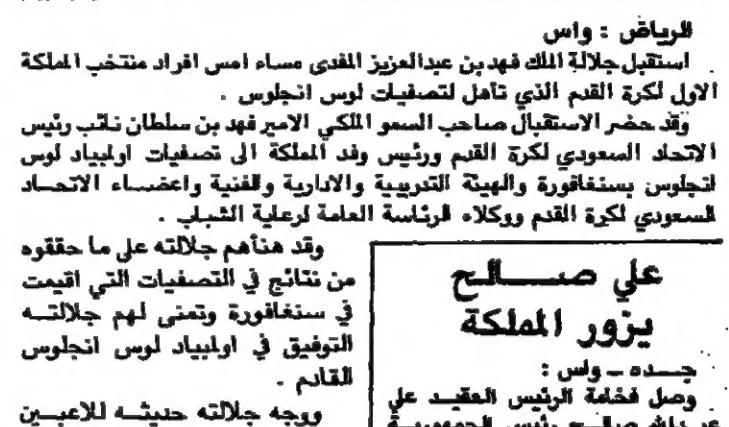 الرياض : واس
استقبل جلالة الملك فهد بن عبدالعزيز المفدى مساء امس افراد منتخب المملكة
الاول لكرة القدم الذي تأهل لتصفيات لوس انجلوس .
وقد حضر الاستقبال صاحب السمو الملكي الامير فهد بن سلطان نائب رئيس
الاتحاد السعودي لكرة القدم ورئيس وفد المملكة الى تصفيات اولمبياد لوس
انجلوس بسنغافورة والهيئة التدريبية والادارية والفنية واعضاء الاتحاد
السعودي لكرة القدم ووكلاء الرئاسة العامة لرعاية الشباب .
وقد هنأهم جلالته على ما حققوه
من نتائج في التصفيات التي اقيمت
في سنغافورة وتمنى لهم جلالته
التوفيق في اولمبياد لوس انجلوس
القادم .
ووجه جلالته حديثه للاعبين
علي صالح
يزور المملكة
جده - واس :
وصل فخامة الرئيس العقيد علي
عبدالله صالح رئيس الجمهورية